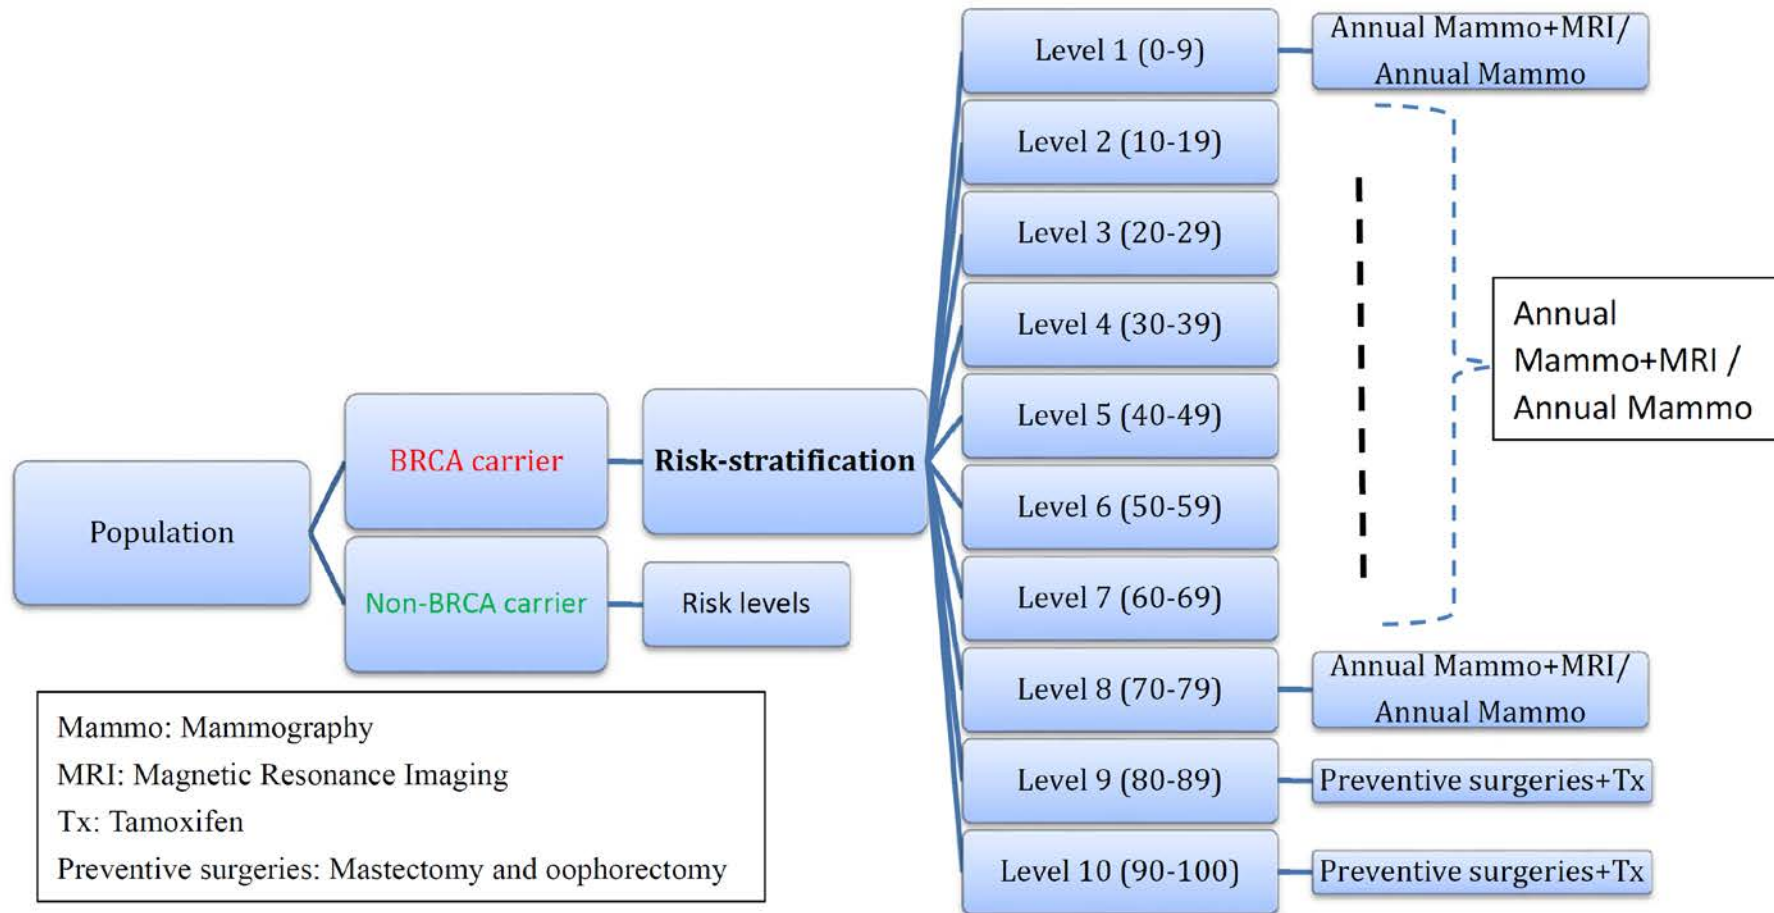 Population
BRCA carrier
Non-BRCA carrier
Risk-stratification
Risk levels
Level 1 (0-9)
Annual Mammo+MRI/
Annual Mammo
Level 2 (10-19)
Level 3 (20-29)
Level 4 (30-39)
Level 5 (40-49)
Level 6 (50-59)
Level 7 (60-69)
Annual
Mammo+MRI /
Annual Mammo
Level 8 (70-79)
Annual Mammo+MRI/
Annual Mammo
Level 9 (80-89)
Preventive surgeries+Tx
Level 10 (90-100)
Preventive surgeries+Tx
Mammo: Mammography
MRI: Magnetic Resonance Imaging
Tx: Tamoxifen
Preventive surgeries: Mastectomy and oophorectomy